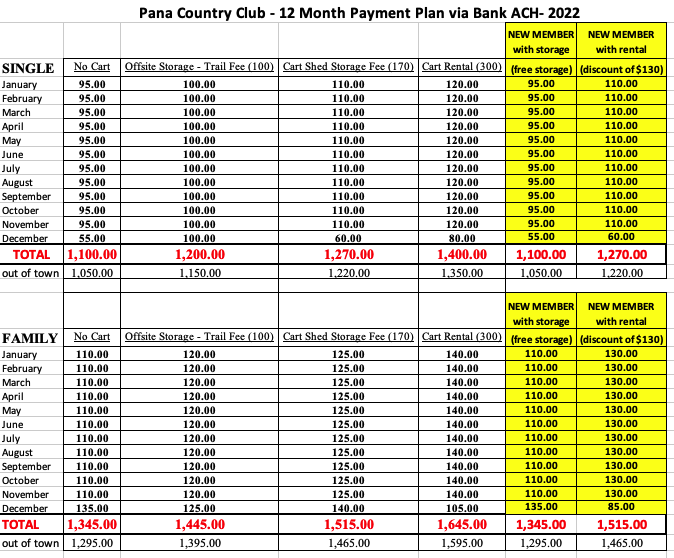 Pana Country Club - 12 Month Payment Plan via Bank ACH- 2022
NEW MEMBER NEW MEMBER
with storage with rental
SINGLE No Cart Offsite Storage - Trail Fee (100) Cart Shed Storage Fee (170) Cart Rental (300) (free storage) (discount of $130)
January 95.00 100.00 110.00 120.00 95.00 110.00
February 95.00 100.00 110.00 120.00 95.00 110.00
March 95.00 100.00 110.00 120.00 95.00 110.00
April 95.00 100.00 110.00 120.00 95.00 110.00
May 95.00 100.00 110.00 120.00 95.00 110.00
June 95.00 100.00 110.00 120.00 95.00 110.00
July 95.00 100.00 110.00 120.00 95.00 110.00
August 95.00 100.00 110.00 120.00 95.00 110.00
September 95.00 100.00 110.00 120.00 95.00 110.00
October 95.00 100.00 110.00 120.00 95.00 110.00
November 95.00 100.00 110.00 120.00 95.00 110.00
December 55.00 100.00 60.00 80.00 55.00 60.00
TOTAL 1,100.00 1,200.00 1,270.00 1,400.00 1,100.00 1,270.00
out of town 1,050.00 1,150.00 1,220.00 1,350.00 1,050.00 1,220.00
NEW MEMBER NEW MEMBER
with storage with rental
FAMILY No Cart Offsite Storage - Trail Fee (100) Cart Shed Storage Fee (170) Cart Rental (300) (free storage) (discount of $130)
January 110.00 120.00 125.00 140.00 110.00 130.00
February 110.00 120.00 125.00 140.00 110.00 130.00
March 110.00 120.00 125.00 140.00 110.00 130.00
April 110.00 120.00 125.00 140.00 110.00 130.00
May 110.00 120.00 125.00 140.00 110.00 130.00
June 110.00 120.00 125.00 140.00 110.00 130.00
July 110.00 120.00 125.00 140.00 110.00 130.00
August 110.00 120.00 125.00 140.00 110.00 130.00
September 110.00 120.00 125.00 140.00 110.00 130.00
October 110.00 120.00 125.00 140.00 110.00 130.00
November 110.00 120.00 125.00 140.00 110.00 130.00
December 135.00 125.00 140.00 105.00 135.00 85.00
TOTAL 1,345.00 1,445.00 1,515.00 1,645.00 1,345.00 1,515.00
out of town 1,295.00 1,395.00 1,465.00 1,595.00 1,295.00 1,465.00